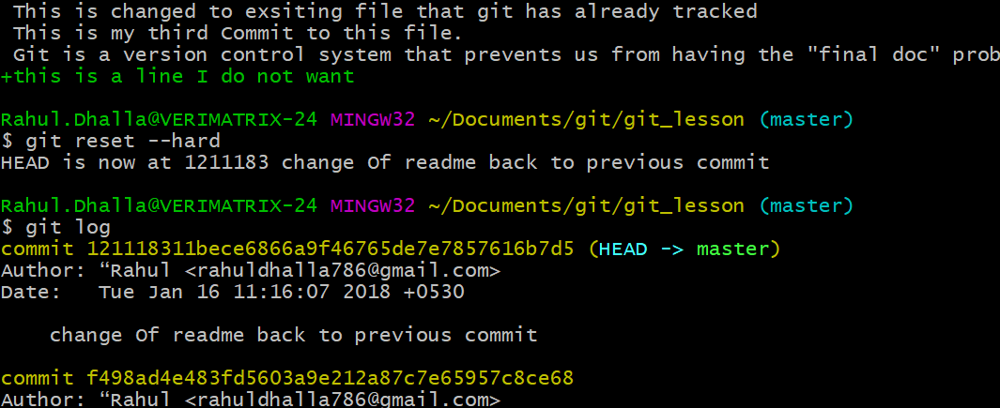 This is changed to exsiting file that git has already tracked
This is my third Commit to this file.
Git is a version control system that prevents us from having the "final doc" prob
+this is a line I do not want
Rahul.Dhalla@VERIMATRIX-24 MINGW32 ~/Documents/git/git_lesson (master)
$ git reset --hard
HEAD is now at 1211183 change Of readme back to previous commit
Rahul.Dhalla@VERIMATRIX-24 MINGW32 ~/Documents/git/git_lesson (master)
$ git log
commit 121118311bece6866a9f46765de7e7857616b7d5 (HEAD -> master)
Author: “Rahul <rahuldhalla786@gmail.com>
Date:   Tue Jan 16 11:16:07 2018 +0530
change Of readme back to previous commit
commit f498ad4e483fd5603a9e212a87c7e65957c8ce68
Author: “Rahul <rahuldhalla786@gmail.com>